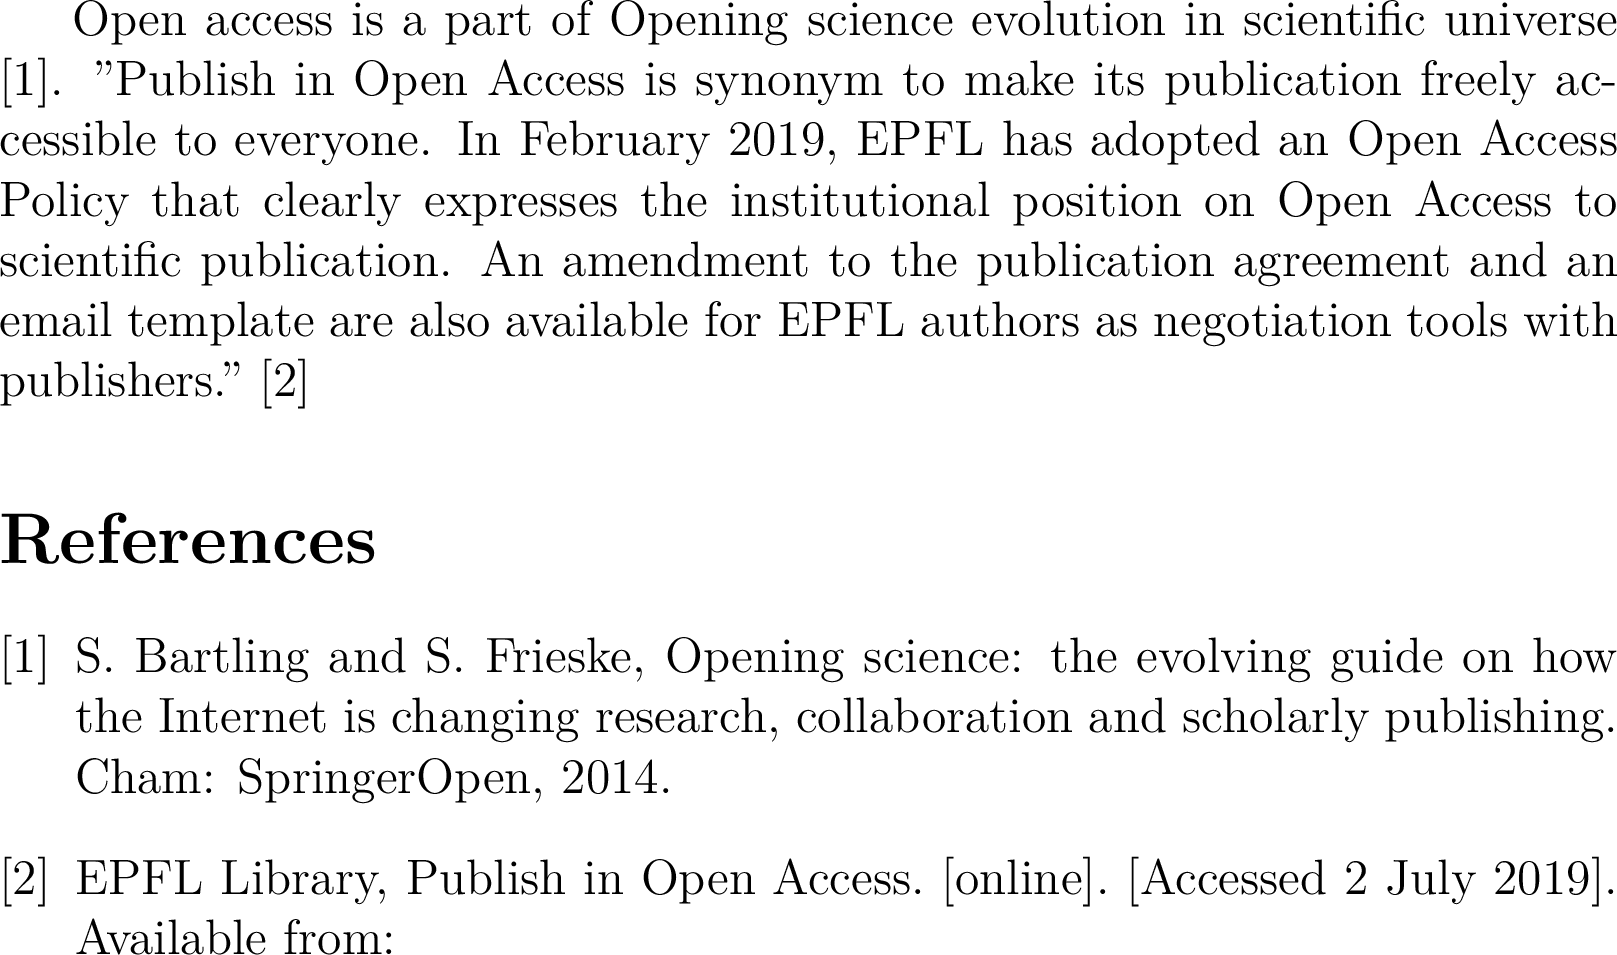 Open access is a part of Opening science evolution in scientific universe
[1]. ”Publish in Open Access is synonym to make its publication freely ac-
cessible to everyone. In February 2019, EPFL has adopted an Open Access
Policy that clearly expresses the institutional position on Open Access to
scientific publication. An amendment to the publication agreement and an
email template are also available for EPFL authors as negotiation tools with
publishers.” [2]
References
[1] S. Bartling and S. Frieske, Opening science: the evolving guide on how
the Internet is changing research, collaboration and scholarly publishing.
Cham: SpringerOpen, 2014.
[2] EPFL Library, Publish in Open Access. [online]. [Accessed 2 July 2019].
Available from: